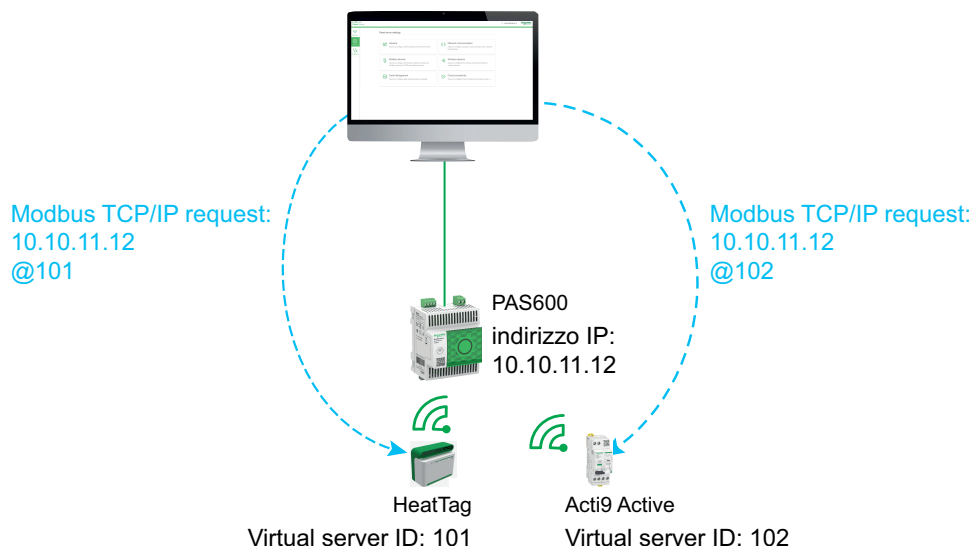 Modbus TCP/IP request:
10.10.11.12
@101
Modbus TCP/IP request:
10.10.11.12
@102
PAS600
indirizzo IP:
10.10.11.12
HeatTag
Virtual server ID: 101
Acti9 Active
Virtual server ID: 102